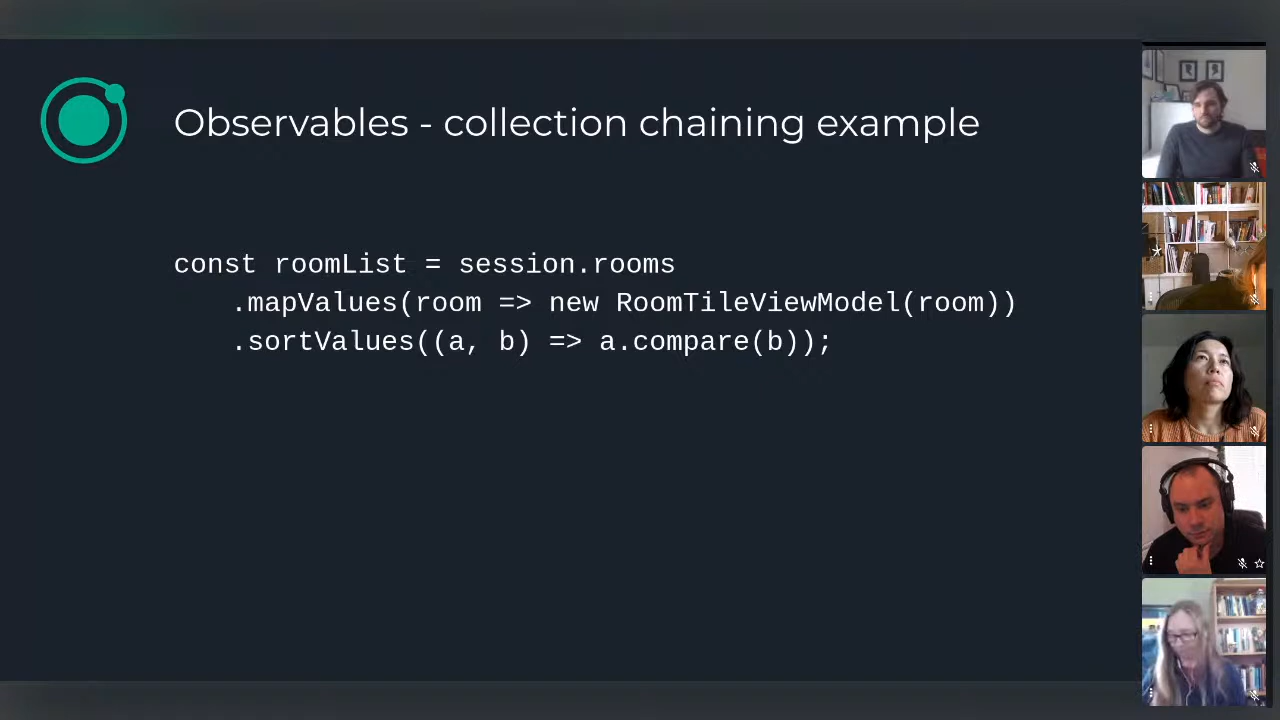 Observables - collection chaining example
const roomList = session.rooms
.mapValues(room => new RoomTileViewModel(room))
.sortValues((a, b) => a.compare(b));